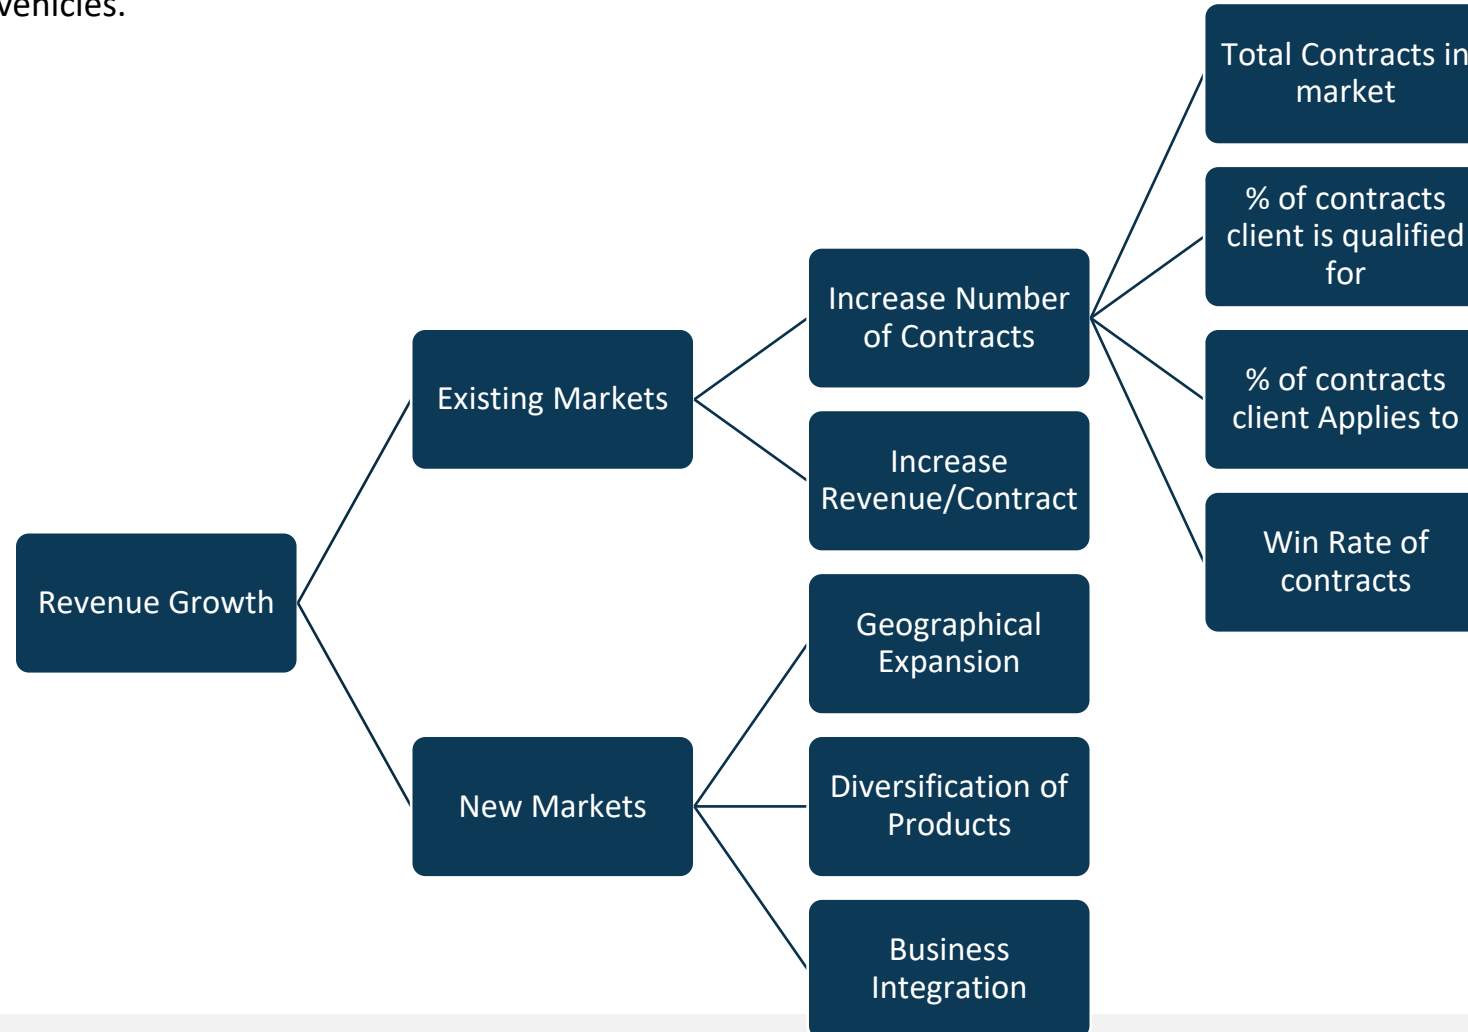 vehicles.
Total Contracts in
market
% of contracts
client is qualified
for
Increase Number
of Contracts
% of contracts
client Applies to
Existing Markets
Increase
Revenue/Contract
Win Rate of
contracts
Revenue Growth
Geographical
Expansion
New Markets
Diversification of
Products
Business
Integration